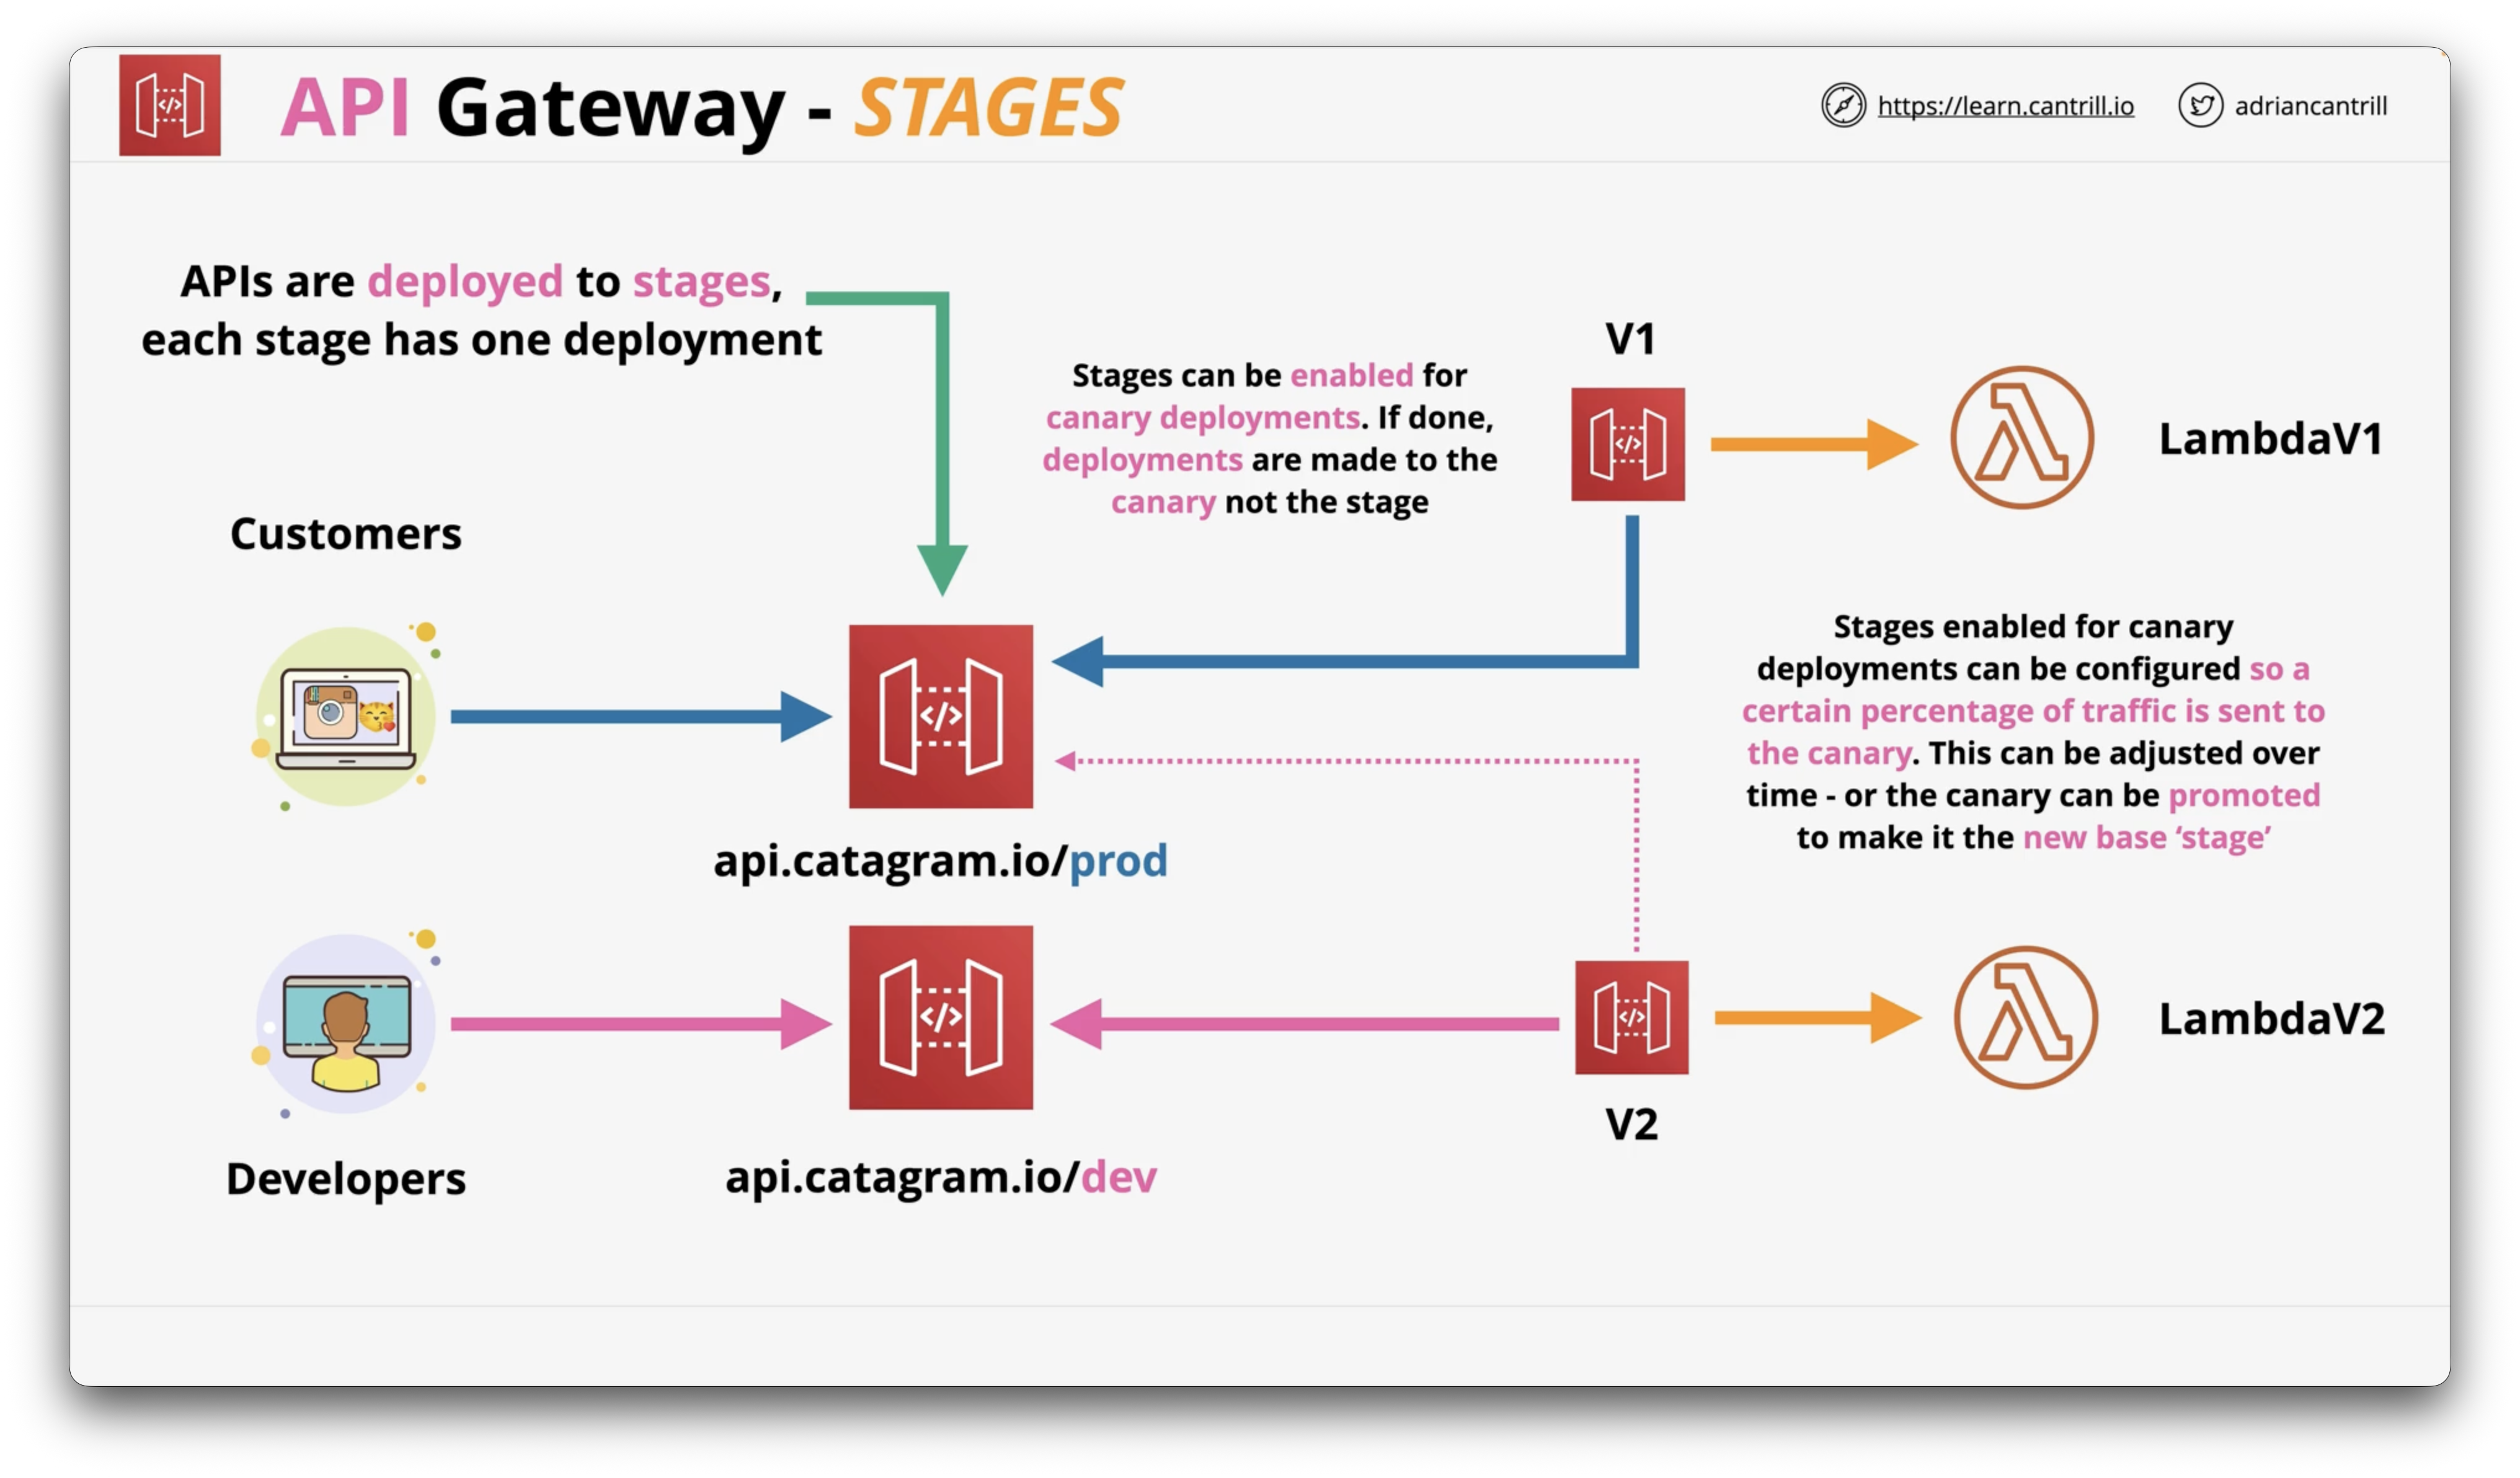 API Gateway - STAGES
https://learn.cantrill.io
adriancantrill
APIs are deployed to stages,
each stage has one deployment
Stages can be enabled for
canary deployments. If done,
deployments are made to the
canary not the stage
V1
LambdaV1
Customers
Stages enabled for canary
deployments can be configured so a
certain percentage of traffic is sent to
the canary. This can be adjusted over
time - or the canary can be promoted
to make it the new base ‘stage’
api.catagram.io/prod
LambdaV2
V2
Developers
api.catagram.io/dev